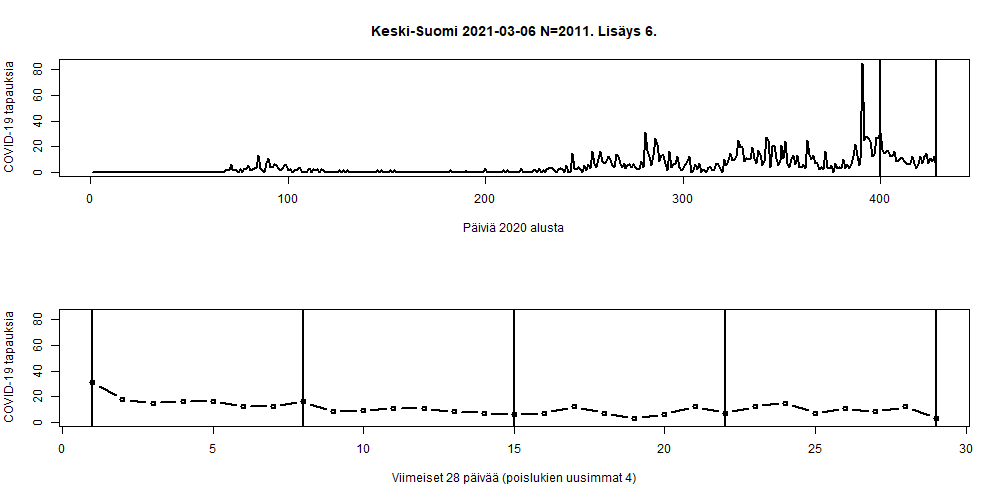 Keski-Suomi 2021-03-06 N=2011. Lisäys 6.
COVID-19 tapauksia
80
60
40
20
0
0 100 200 300 400
Päiviä 2020 alusta
COVID-19 tapauksia
80
60
40
20
0
0 5 10 15 20 25 30
Viimeiset 28 päivää (poislukien uusimmat 4)